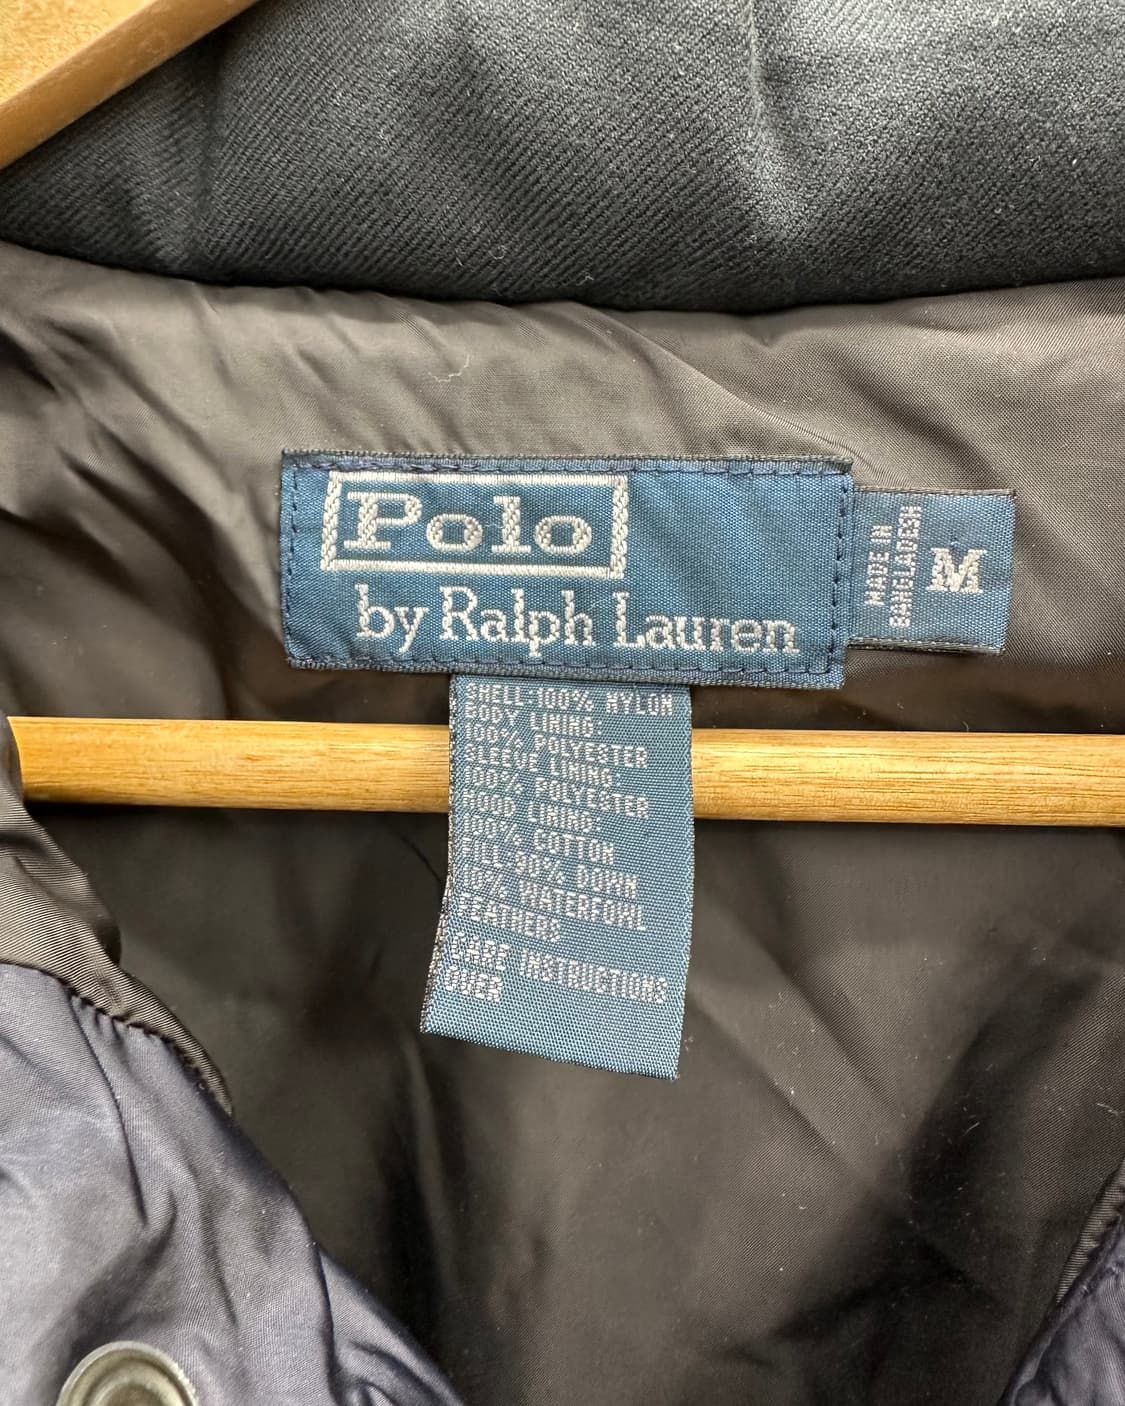 Polo
by Ralph Lauren
MADE IN
BANGLADESH
M
SHELL-100% NYLON
BODY LINING:
100% POLYESTER
SLEEVE LINING:
100% POLYESTER
HOOD LINING:
100% COTTON
FILL-90% DOWN
10% WATERFOWL
FEATHERS
CARE INSTRUCTIONS
OVER